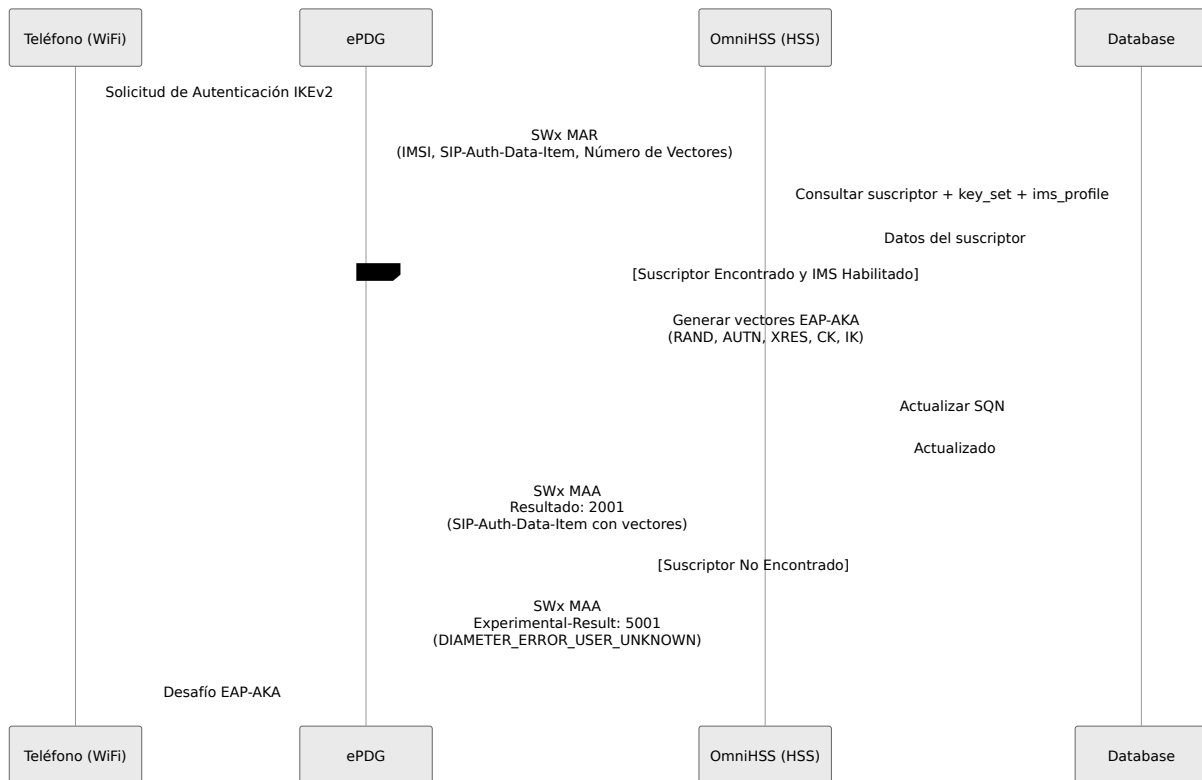 Teléfono (WiFi)
ePDG
OmniHSS (HSS)
Database
Solicitud de Autenticación IKEv2
SWx MAR
(IMSI, SIP-Auth-Data-Item, Número de Vectores)
Consultar suscriptor + key_set + ims_profile
Datos del suscriptor
[Suscriptor Encontrado y IMS Habilitado]
Generar vectores EAP-AKA
(RAND, AUTN, XRES, CK, IK)
Actualizar SQN
Actualizado
SWx MAA
Resultado: 2001
(SIP-Auth-Data-Item con vectores)
[Suscriptor No Encontrado]
SWx MAA
Experimental-Result: 5001
(DIAMETER_ERROR_USER_UNKNOWN)
Desafío EAP-AKA
Teléfono (WiFi)
ePDG
OmniHSS (HSS)
Database